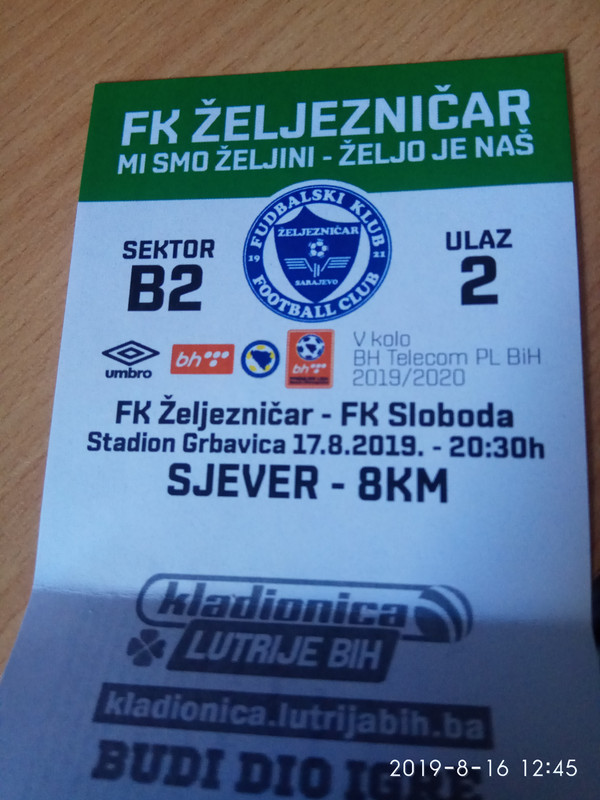 FK ŽELJEZNIČAR
MI SMO ŽELJINI - ŽELJO JE NAŠ
SEKTOR
B2
FUDBALSKI KLUB
ŽELJEZNIČAR
19 21
SARAJEVO
FOOTBALL CLUB
ULAZ
2
umbro
bh
bh
V kolo
BH Telecom PL BiH
2019/2020
FK Željezničar - FK Sloboda
Stadion Grbavica 17.8.2019. - 20:30h
SJEVER - 8KM
kladionica
LUTRIJE BIH
kladionica.lutrijabih.ba
BUDI DIO IGRE
2019-8-16 12:45